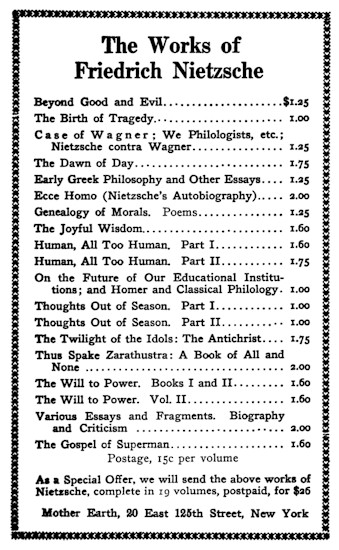 The Works of
Friedrich Nietzsche
Beyond Good and Evil.....................$1.25
The Birth of Tragedy....................... 1.00
Case of Wagner; We Philologists, etc.;
Nietzsche contra Wagner................ 1.25
The Dawn of Day.......................... 1.75
Early Greek Philosophy and Other Essays.... 1.25
Ecce Homo (Nietzsche's Autobiography)..... 2.00
Genealogy of Morals. Poems............... 1.25
The Joyful Wisdom......................... 1.60
Human, All Too Human. Part I............ 1.60
Human, All Too Human. Part II........... 1.75
On the Future of Our Educational Institu-
tions; and Homer and Classical Philology. 1.00
Thoughts Out of Season. Part I............ 1.00
Thoughts Out of Season. Part II........... 1.00
The Twilight of the Idols: The Antichrist.... 1.75
Thus Spake Zarathustra: A Book of All and
None .................................... 2.00
The Will to Power. Books I and II......... 1.60
The Will to Power. Vol. II................. 1.60
Various Essays and Fragments. Biography
and Criticism ........................... 2.00
The Gospel of Superman.................... 1.60
Postage, 15c per volume
As a Special Offer, we will send the above works of
Nietzsche, complete in 19 volumes, postpaid, for $26
Mother Earth, 20 East 125th Street, New York